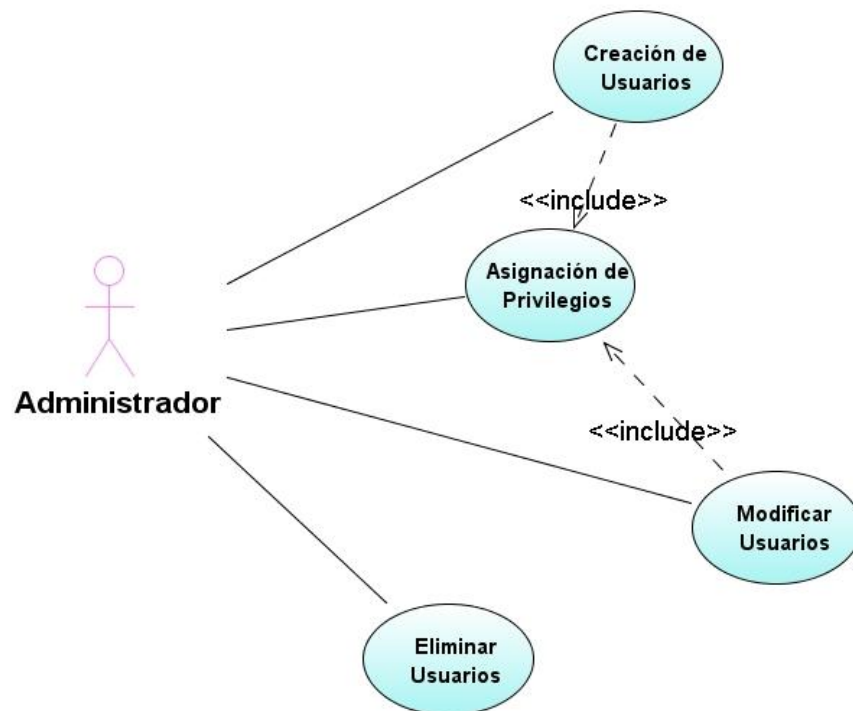 Creación de
Usuarios
<<include>>
Asignación de
Privilegios
Administrador
<<include>>
Modificar
Usuarios
Eliminar
Usuarios